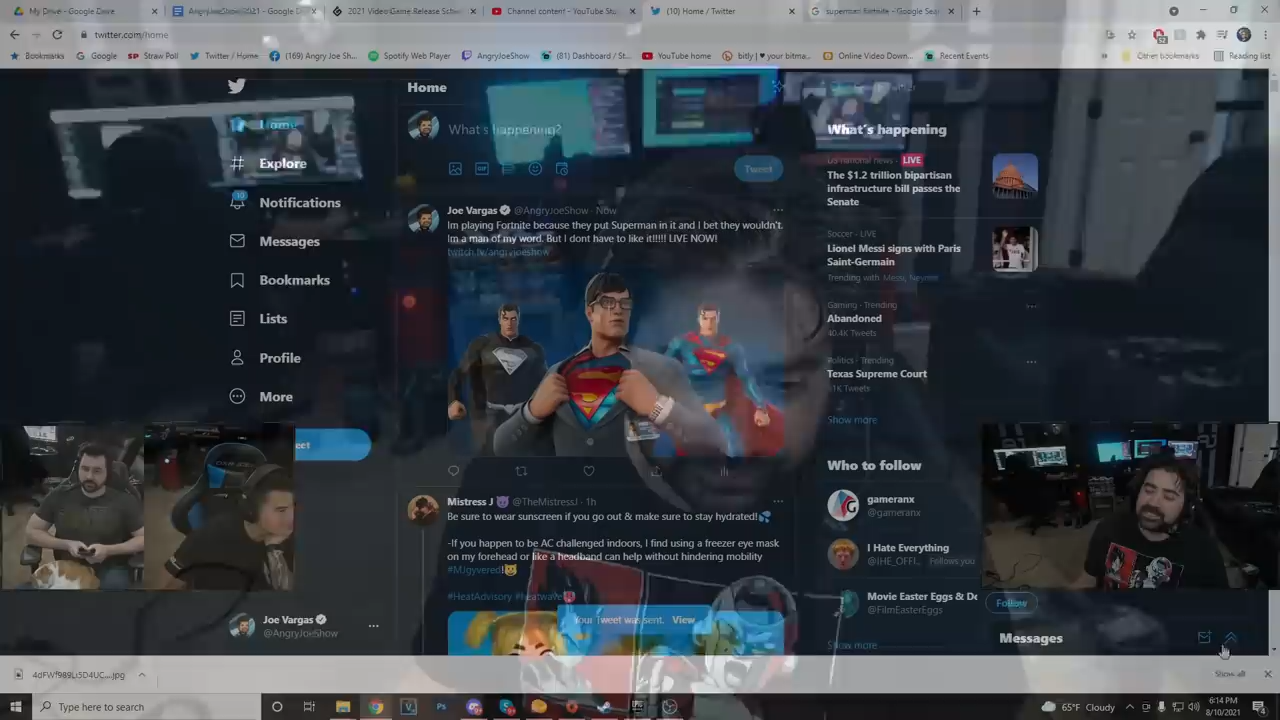 My Drive - Google Drive
AngryJoeShow2021 - Google D
2021 Video Game Release Sche
Channel content - YouTube Stu
(10) Home / Twitter
superman fortnite - Google Sea
twitter.com/home
Bookmarks
Google
Straw Poll
Twitter / Home
(169) Angry Joe Sh...
Spotify Web Player
AngryJoeShow
(81) Dashboard / St...
YouTube home
bitly | ♥ your bitma...
Online Video Down...
Recent Events
Other bookmarks
Reading list
Home
Explore
Notifications
Messages
Bookmarks
Lists
Profile
More
Joe Vargas
@AngryJoeShow
Home
What's happening?
Tweet
Joe Vargas @AngryJoeShow · Now
Im playing Fortnite because they put Superman in it and I bet they wouldn't.
Im a man of my word. But I dont have to like it!!!!! LIVE NOW!
twitch.tv/angryjoeshow
Mistress J 😈 @TheMistressJ · 1h
Be sure to wear sunscreen if you go out & make sure to stay hydrated!💦
-If you happen to be AC challenged indoors, I find using a freezer eye mask
on my forehead or like a headband can help without hindering mobility
#MJgyvered!
#HeatAdvisory #heatwave
Your Tweet was sent. View
What's happening
US national news · LIVE
The $1.2 trillion bipartisan
infrastructure bill passes the
Senate
Soccer · LIVE
Lionel Messi signs with Paris
Saint-Germain
Trending with Messi, Neymar
Gaming · Trending
Abandoned
40.4K Tweets
Politics · Trending
Texas Supreme Court
Show more
Who to follow
gameranx
@gameranx
I Hate Everything
@IHE_OFFI... Follows you
Movie Easter Eggs & De
@FilmEasterEggs
Follow
Show more
Messages
4dFWf989Li5D4UC....jpg
Show all
Type here to search
65°F Cloudy
6:14 PM
8/10/2021